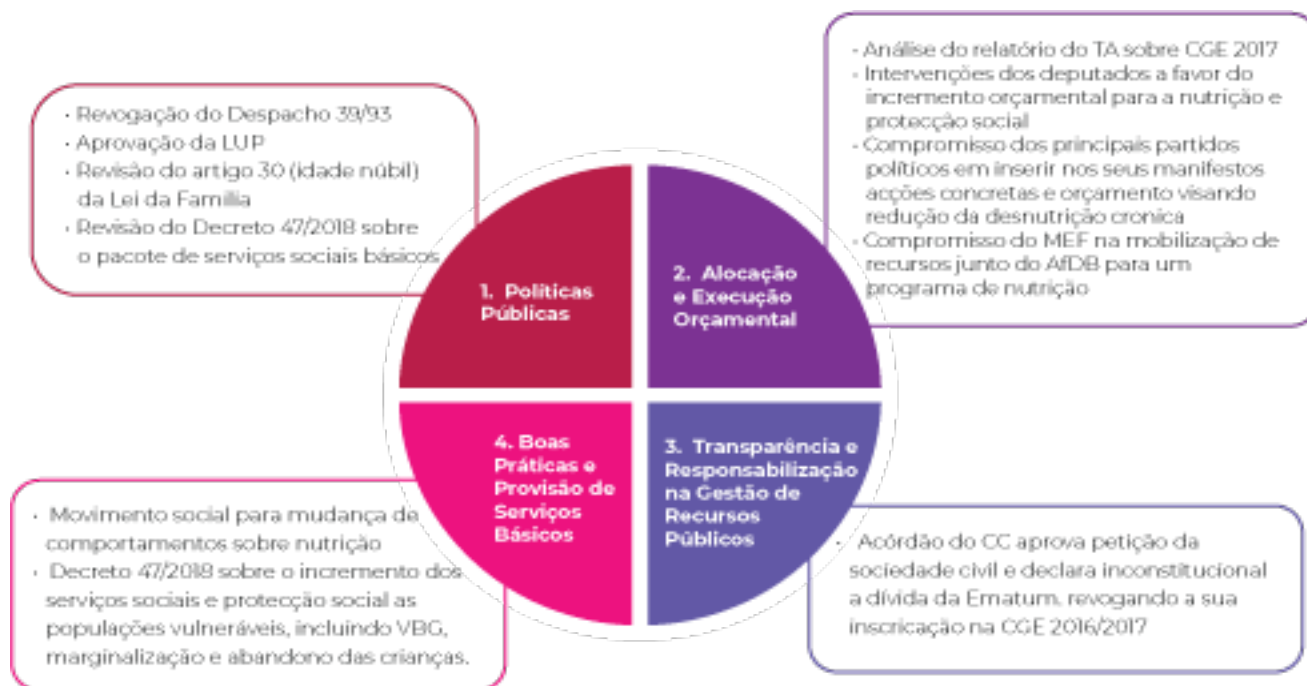 · Revogação do Despacho 39/93
· Aprovação da LUP
· Revisão do artigo 30 (idade núbil)
da Lei da Família
· Revisão do Decreto 47/2018 sobre
o pacote de serviços sociais básicos
1. Políticas
Públicas
- Análise do relatório do TA sobre CGE 2017
- Intervenções dos deputados a favor do
incremento orçamental para a nutrição e
protecção social
- Compromisso dos principais partidos
políticos em inserir nos seus manifestos
acções concretas e orçamento visando
redução da desnutrição cronica
- Compromisso do MEF na mobilização de
recursos junto do AfDB para um
programa de nutrição
2. Alocação
e Execução
Orçamental
4. Boas
Práticas e
Provisão de
Serviços
Básicos
· Movimento social para mudança de
comportamentos sobre nutrição
· Decreto 47/2018 sobre o incremento dos
serviços sociais e protecção social as
populações vulneráveis, incluindo VBG,
marginalização e abandono das crianças.
3. Transparência e
Responsabilização
na Gestão de
Recursos
Públicos
· Acórdão do CC aprova petição da
sociedade civil e declara inconstitucional
a dívida da Ematum, revogando a sua
inscricação na CGE 2016/2017